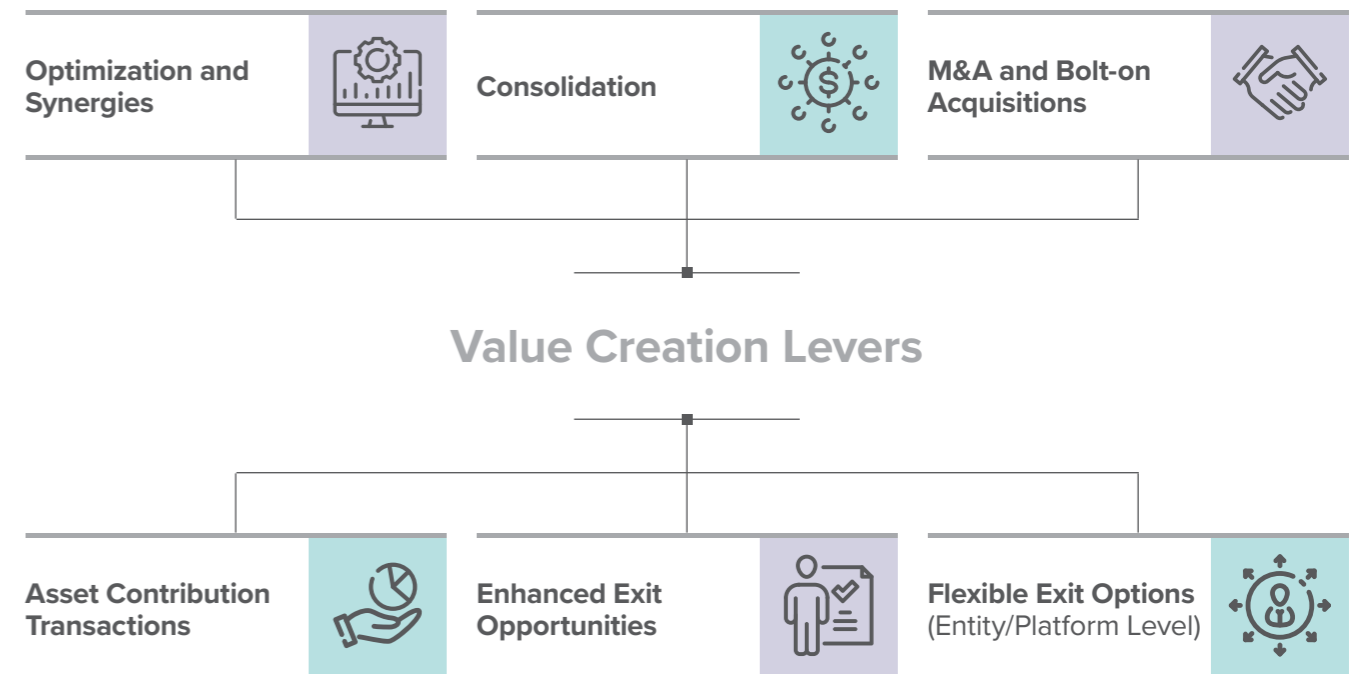 Optimization and
Synergies
Consolidation
$
M&A and Bolt-on
Acquisitions
Value Creation Levers
Asset Contribution
Transactions
Enhanced Exit
Opportunities
Flexible Exit Options
(Entity/Platform Level)